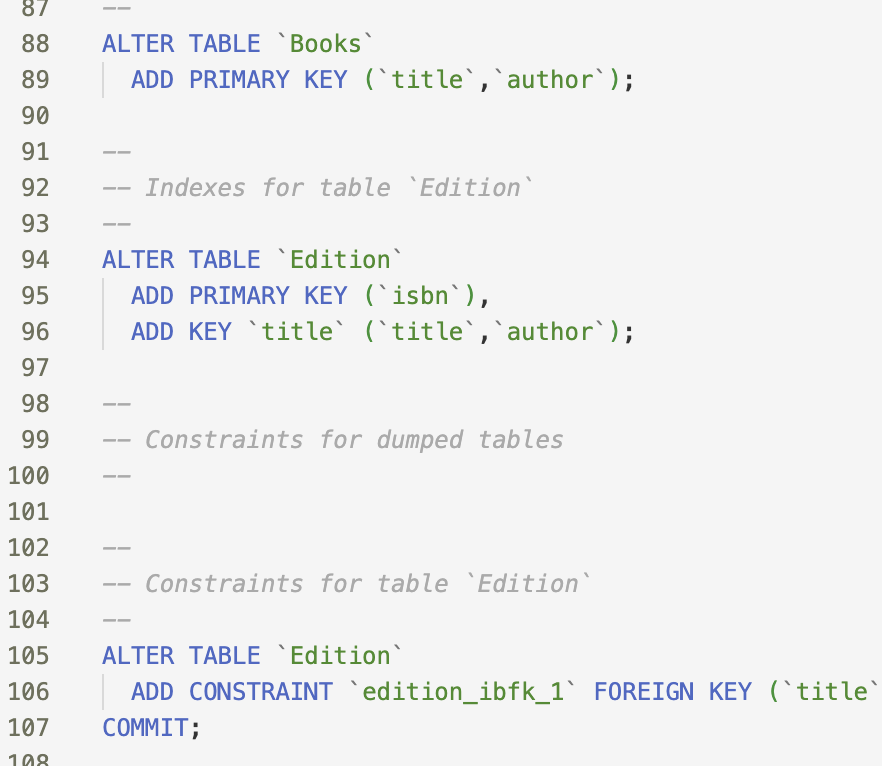 87 --
88 ALTER TABLE `Books`
89 ADD PRIMARY KEY (`title`,`author`);
90
91 --
92 -- Indexes for table `Edition`
93 --
94 ALTER TABLE `Edition`
95 ADD PRIMARY KEY (`isbn`),
96 ADD KEY `title` (`title`,`author`);
97
98 --
99 -- Constraints for dumped tables
100 --
101
102 --
103 -- Constraints for table `Edition`
104 --
105 ALTER TABLE `Edition`
106 ADD CONSTRAINT `edition_ibfk_1` FOREIGN KEY (`title`
107 COMMIT;
108